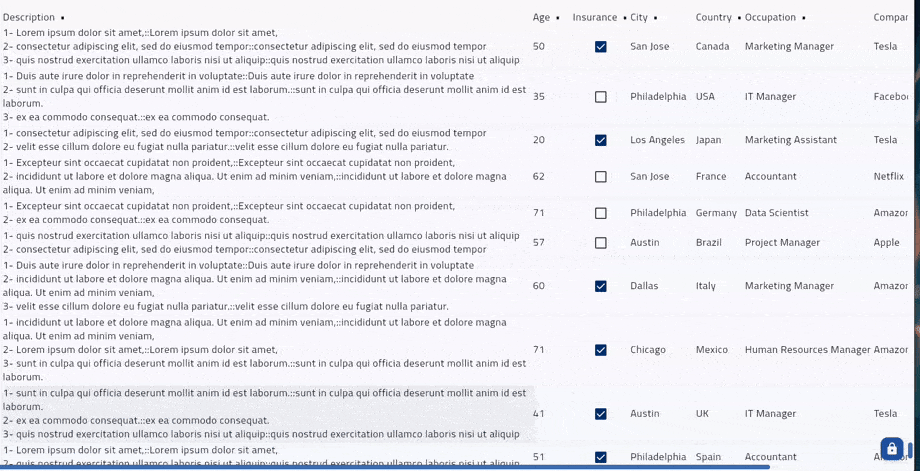 Description • Age • Insurance • City • Country • Occupation • Compar
1- Lorem ipsum dolor sit amet,::Lorem ipsum dolor sit amet,
2- consectetur adipiscing elit, sed do eiusmod tempor::consectetur adipiscing elit, sed do eiusmod tempor
3- quis nostrud exercitation ullamco laboris nisi ut aliquip::quis nostrud exercitation ullamco laboris nisi ut aliquip
50 San Jose Canada Marketing Manager Tesla
1- Duis aute irure dolor in reprehenderit in voluptate::Duis aute irure dolor in reprehenderit in voluptate
2- sunt in culpa qui officia deserunt mollit anim id est laborum.::sunt in culpa qui officia deserunt mollit anim id est
laborum.
3- ex ea commodo consequat.::ex ea commodo consequat.
35 Philadelphia USA IT Manager Faceboo
1- consectetur adipiscing elit, sed do eiusmod tempor::consectetur adipiscing elit, sed do eiusmod tempor
2- velit esse cillum dolore eu fugiat nulla pariatur.::velit esse cillum dolore eu fugiat nulla pariatur.
20 Los Angeles Japan Marketing Assistant Tesla
1- Excepteur sint occaecat cupidatat non proident,::Excepteur sint occaecat cupidatat non proident,
2- incididunt ut labore et dolore magna aliqua. Ut enim ad minim veniam,::incididunt ut labore et dolore magna
aliqua. Ut enim ad minim veniam,
62 San Jose France Accountant Netflix
1- Excepteur sint occaecat cupidatat non proident,::Excepteur sint occaecat cupidatat non proident,
2- ex ea commodo consequat.::ex ea commodo consequat.
71 Philadelphia Germany Data Scientist Amazor
1- quis nostrud exercitation ullamco laboris nisi ut aliquip::quis nostrud exercitation ullamco laboris nisi ut aliquip
2- consectetur adipiscing elit, sed do eiusmod tempor::consectetur adipiscing elit, sed do eiusmod tempor
57 Austin Brazil Project Manager Apple
1- Duis aute irure dolor in reprehenderit in voluptate::Duis aute irure dolor in reprehenderit in voluptate
2- incididunt ut labore et dolore magna aliqua. Ut enim ad minim veniam,::incididunt ut labore et dolore magna
aliqua. Ut enim ad minim veniam,
3- velit esse cillum dolore eu fugiat nulla pariatur.::velit esse cillum dolore eu fugiat nulla pariatur.
60 Dallas Italy Marketing Manager Amazor
1- incididunt ut labore et dolore magna aliqua. Ut enim ad minim veniam,::incididunt ut labore et dolore magna
aliqua. Ut enim ad minim veniam,
2- Lorem ipsum dolor sit amet,::Lorem ipsum dolor sit amet,
3- sunt in culpa qui officia deserunt mollit anim id est laborum.::sunt in culpa qui officia deserunt mollit anim id est
laborum.
71 Chicago Mexico Human Resources Manager Amazor
1- sunt in culpa qui officia deserunt mollit anim id est laborum.::sunt in culpa qui officia deserunt mollit anim id est
laborum.
2- ex ea commodo consequat.::ex ea commodo consequat.
3- quis nostrud exercitation ullamco laboris nisi ut aliquip::quis nostrud exercitation ullamco laboris nisi ut aliquip
41 Austin UK IT Manager Tesla
1- Lorem ipsum dolor sit amet,::Lorem ipsum dolor sit amet,
2- quis nostrud exercitation ullamco laboris nisi ut aliquip::quis nostrud exercitation ullamco laboris nisi ut aliquip
51 Philadelphia Spain Accountant